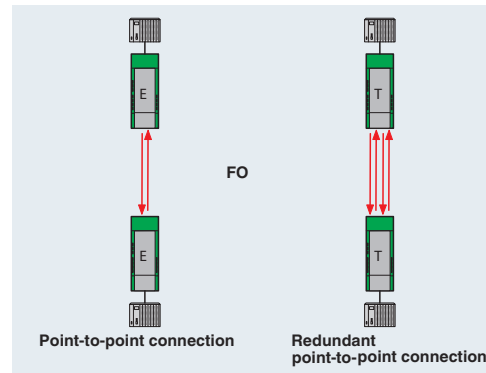 E
T
FO
E
T
Point-to-point connection
Redundant
point-to-point connection